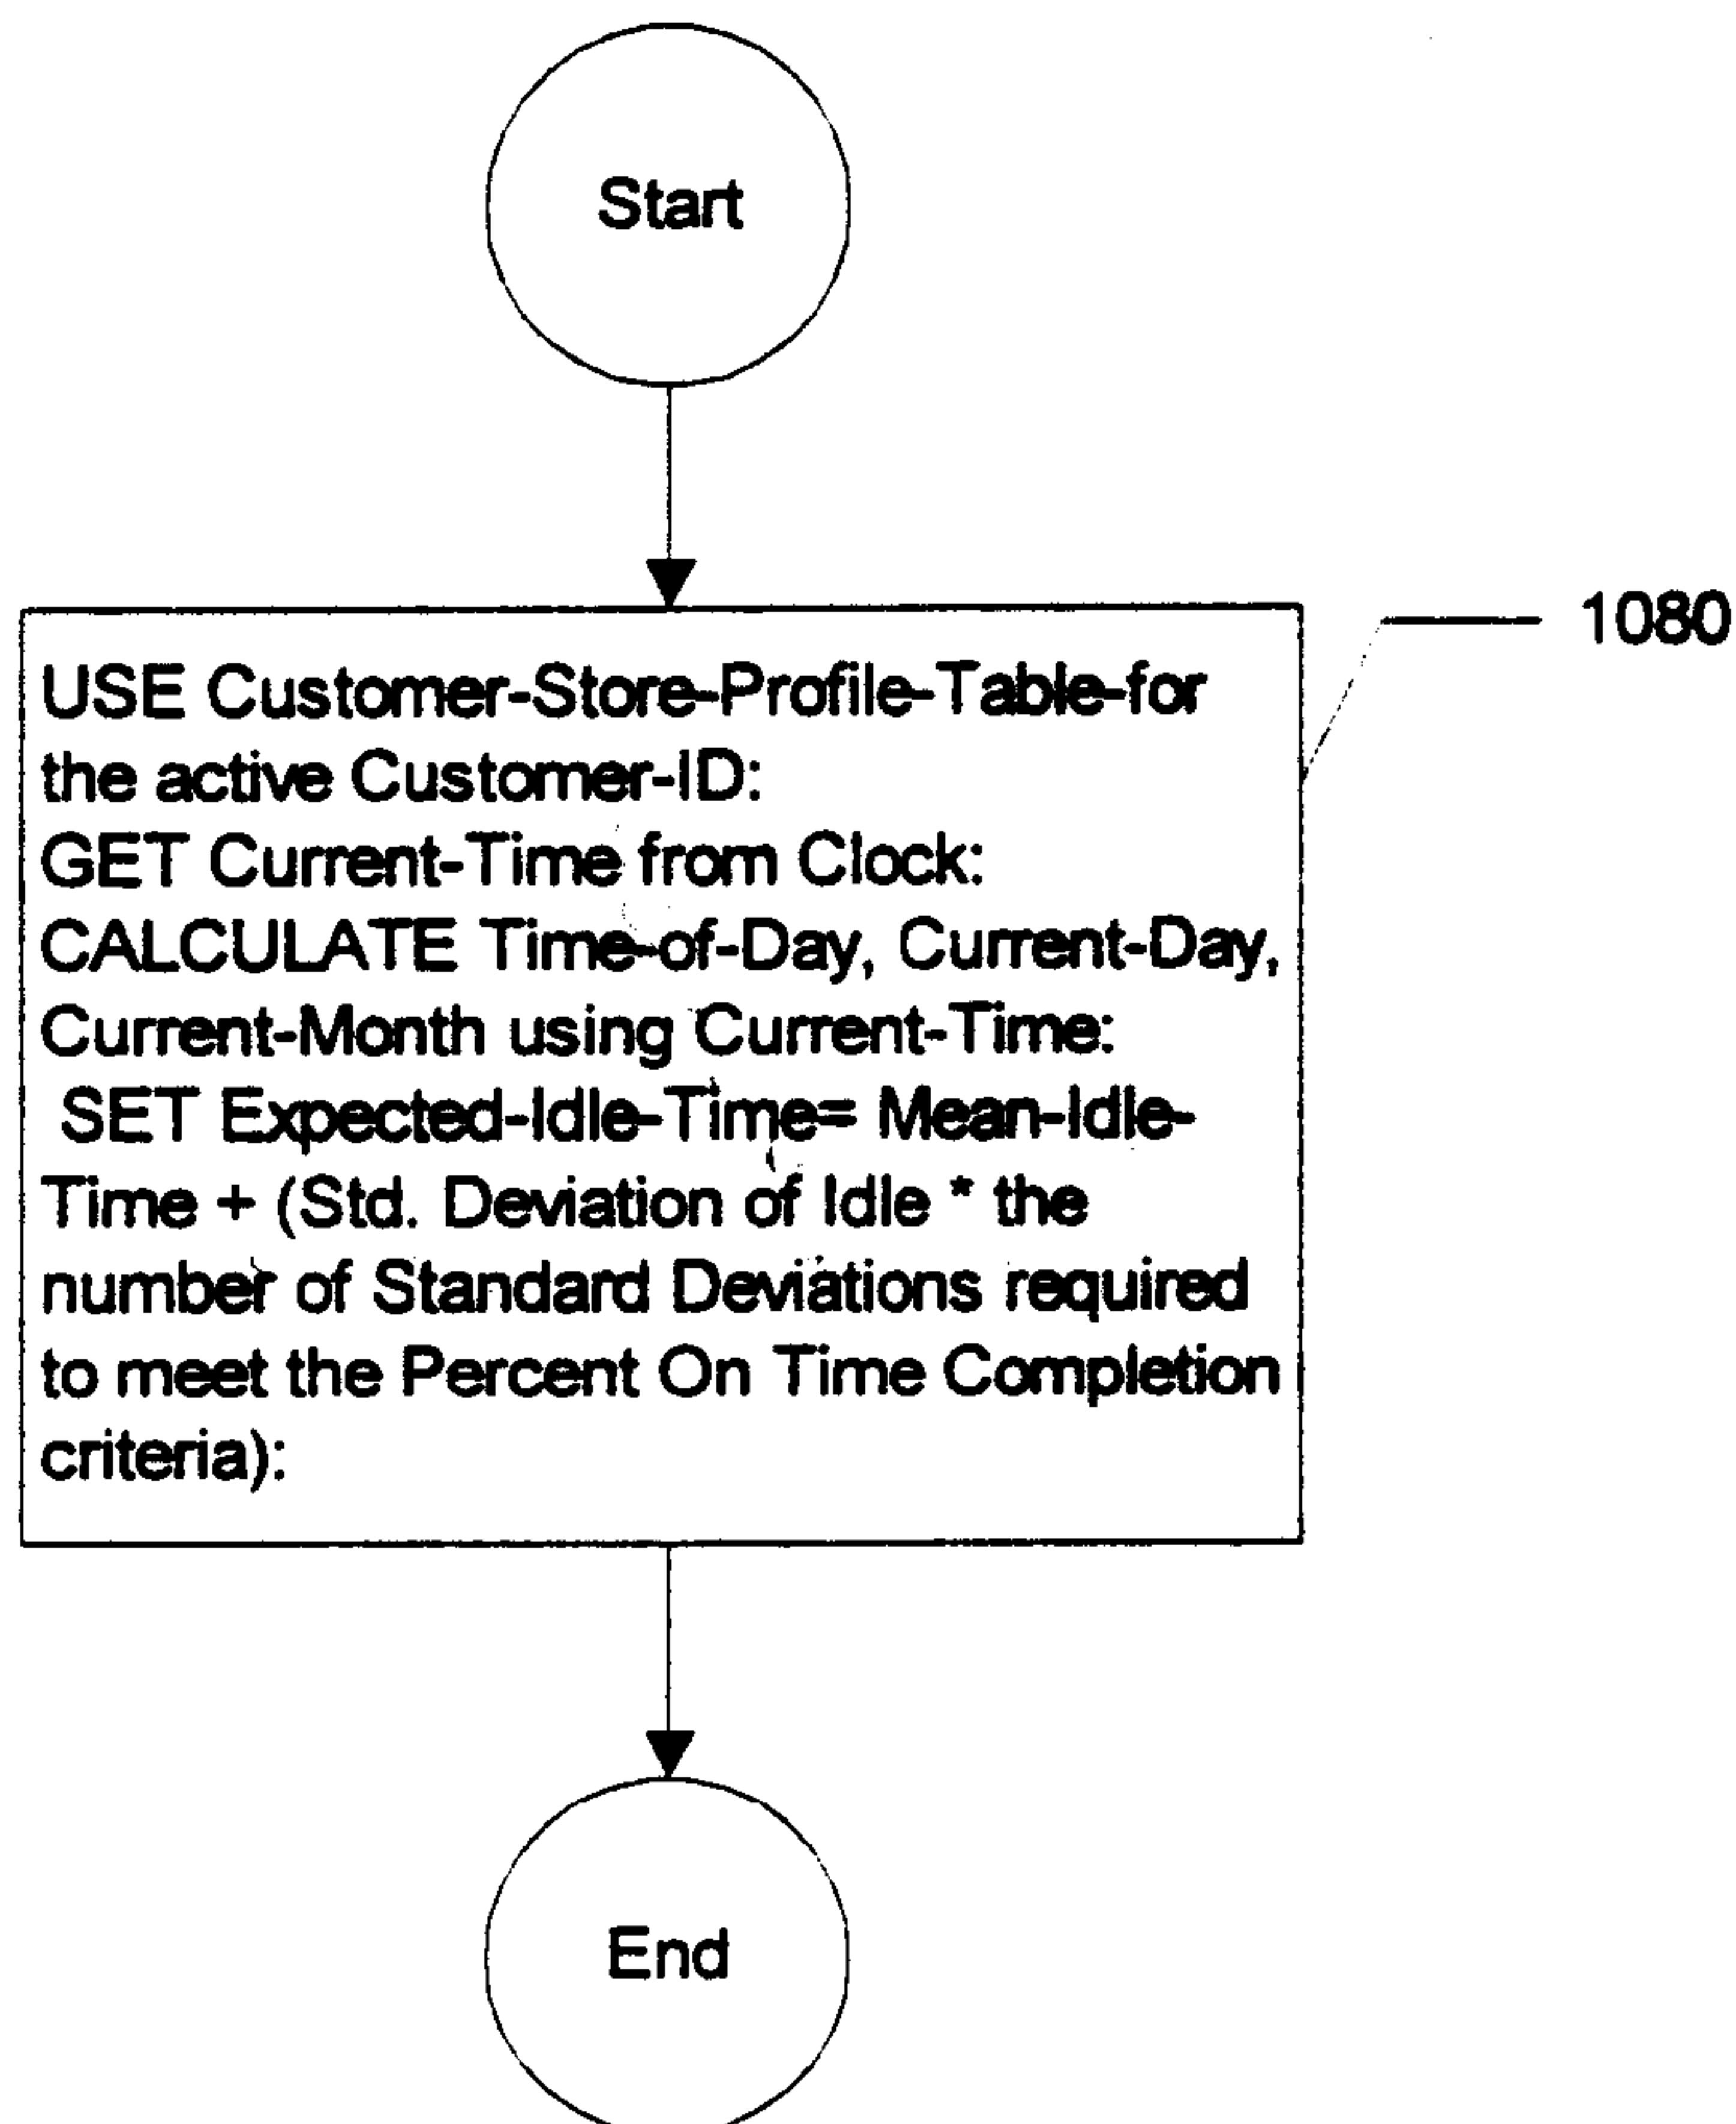 Start
1080
USE Customer-Store-Profile-Table-for
the active Customer-ID:
GET Current-Time from Clock:
CALCULATE Time-of-Day, Current-Day,
Current-Month using Current-Time:
SET Expected-Idle-Time= Mean-Idle-
Time + (Std. Deviation of Idle * the
number of Standard Deviations required
to meet the Percent On Time Completion
criteria):
End